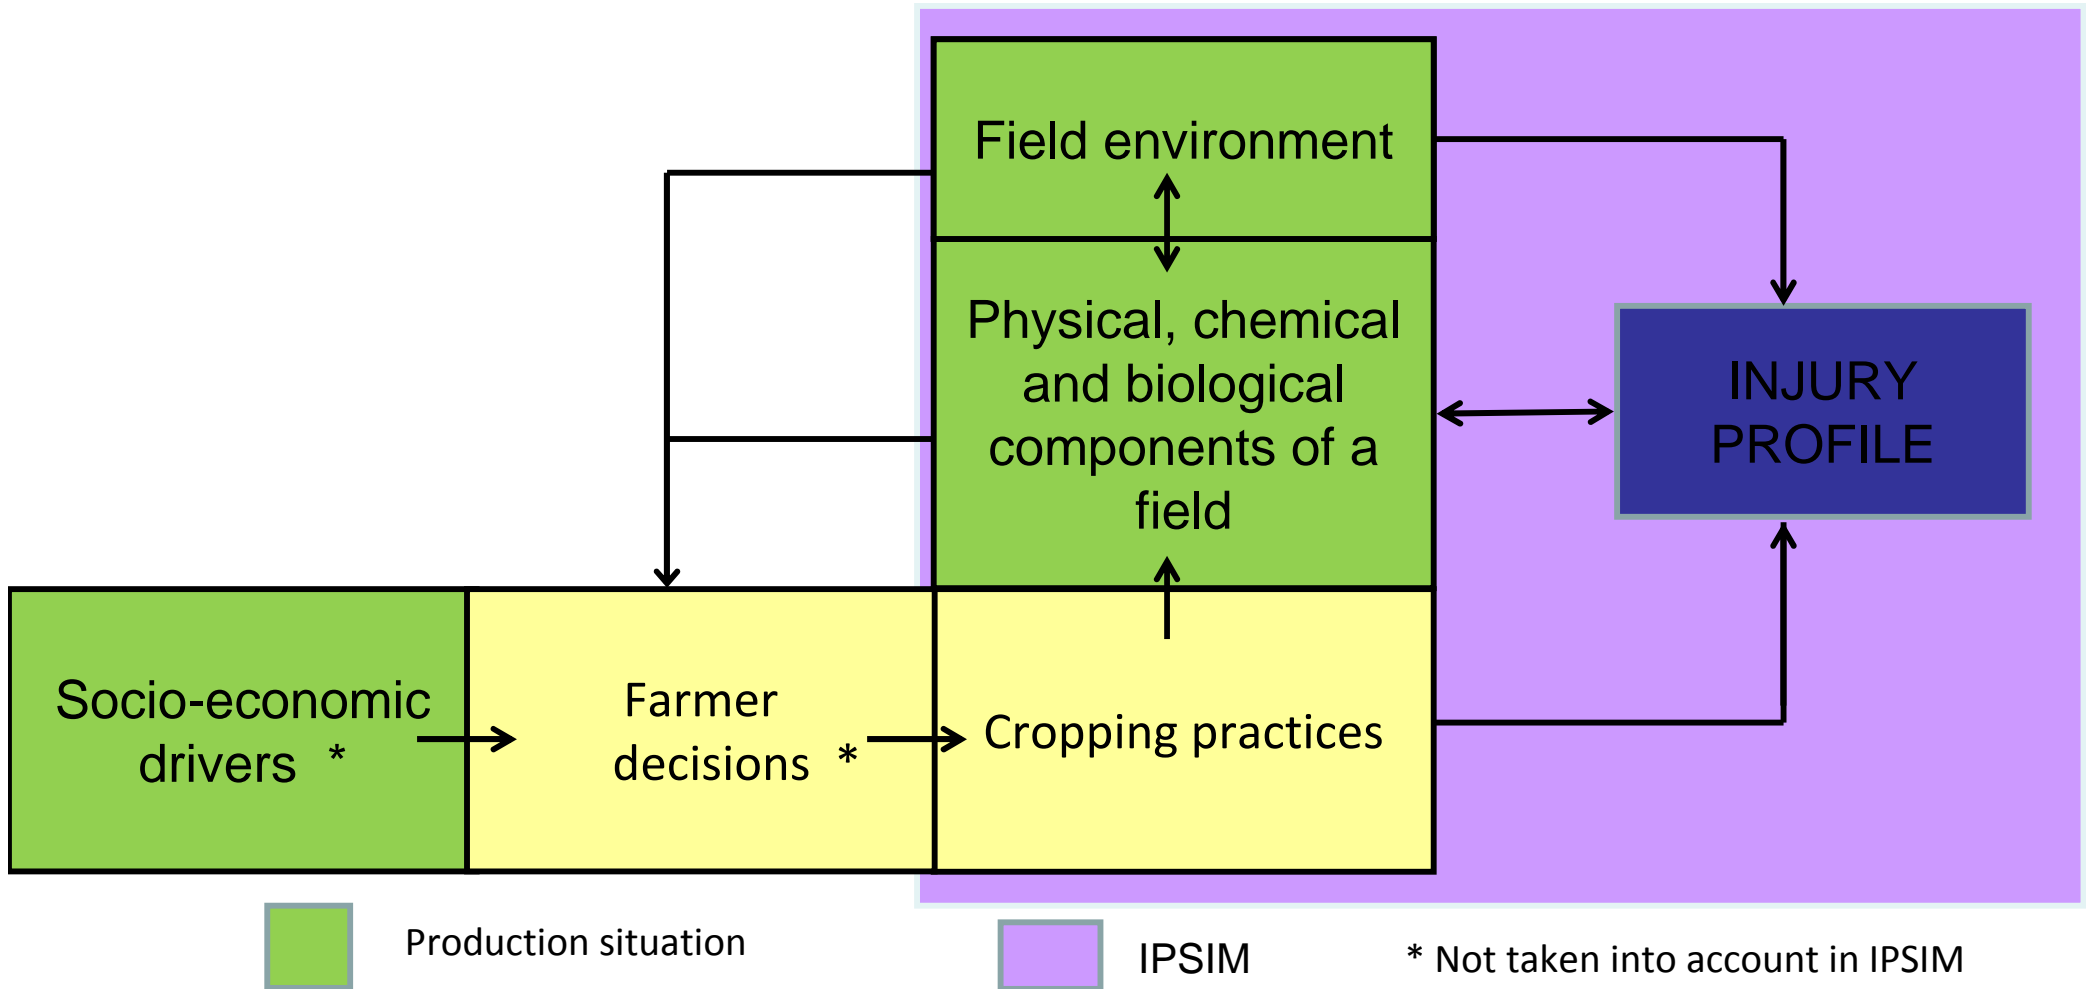 Field environment
Physical, chemical
and biological
components of a
field
INJURY
PROFILE
Socio-economic
drivers *
Farmer
decisions *
Cropping practices
Production situation
IPSIM
* Not taken into account in IPSIM